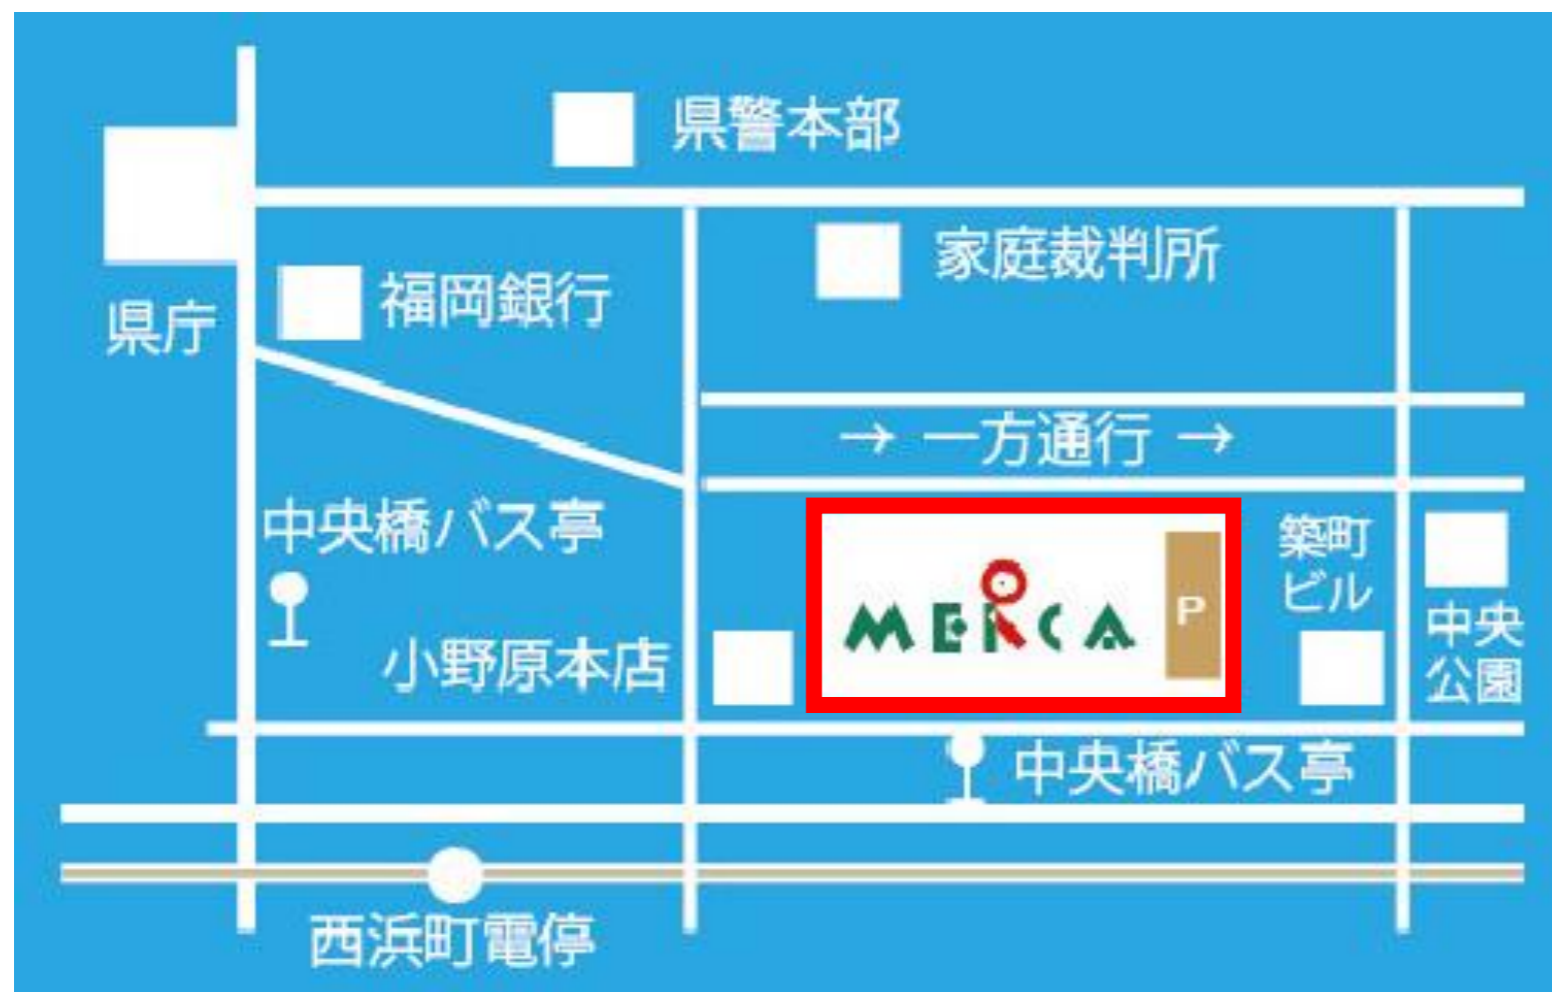 県警本部
家庭裁判所
福岡銀行
県庁
→ 一方通行 →
中央橋バス亭
MERCA
P
築町
ビル
中央
公園
小野原本店
中央橋バス亭
西浜町電停